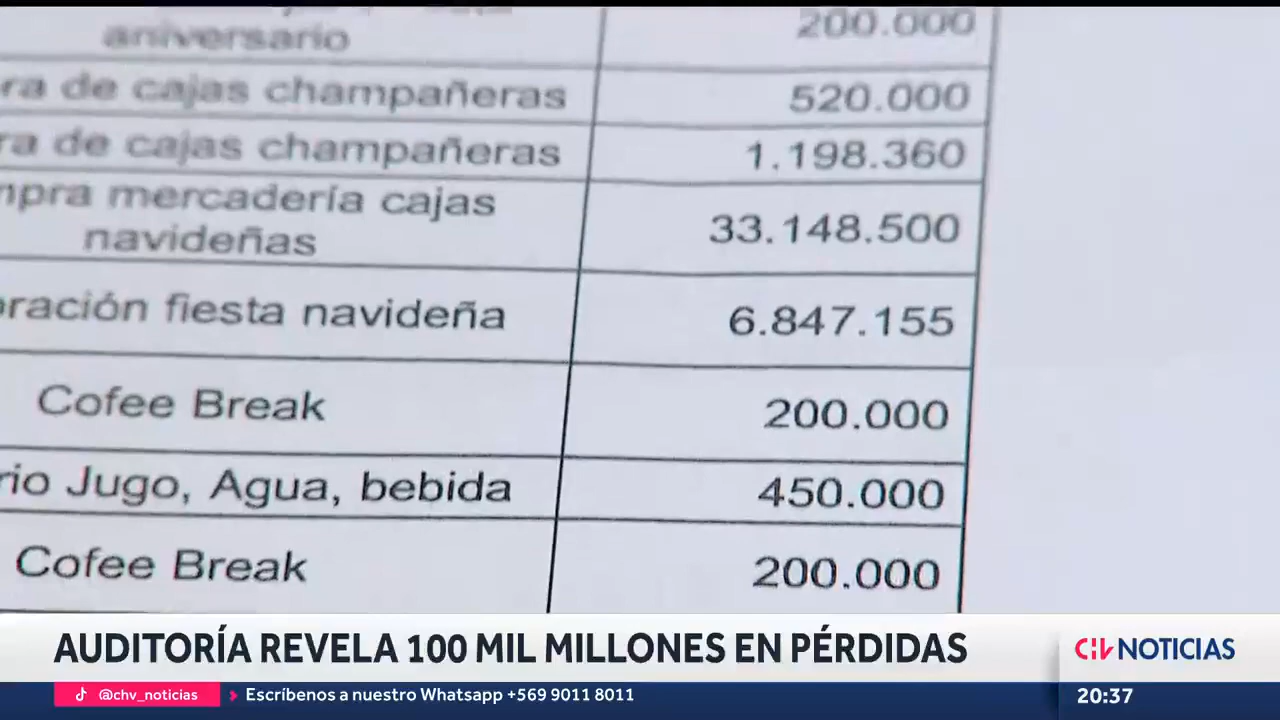 aniversario
200.000
ra de cajas champañeras
520.000
ra de cajas champañeras
1.198.360
mpra mercadería cajas
navideñas
33.148.500
oración fiesta navideña
6.847.155
Cofee Break
200.000
rio Jugo, Agua, bebida
450.000
Cofee Break
200.000
AUDITORÍA REVELA 100 MIL MILLONES EN PÉRDIDAS
CHV NOTICIAS
@chv_noticias
Escríbenos a nuestro Whatsapp +569 9011 8011
20:37